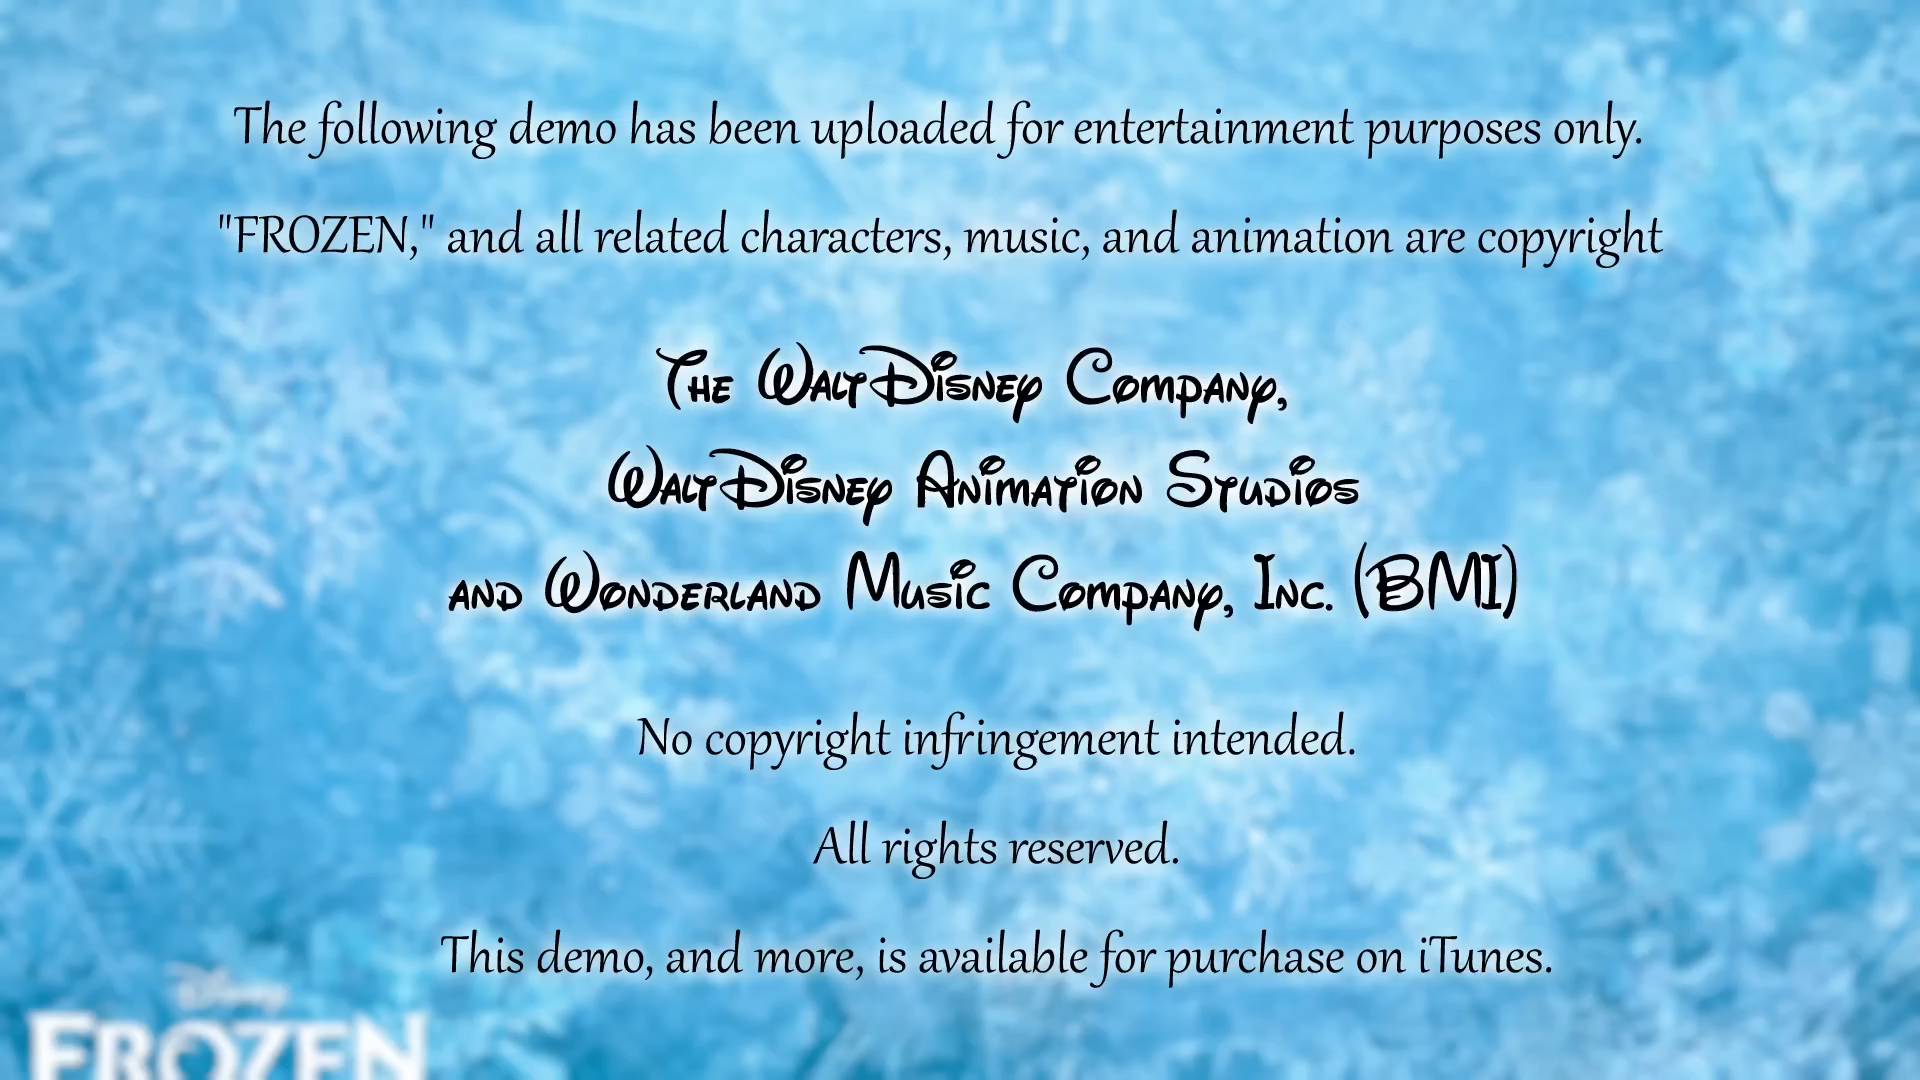 The following demo has been uploaded for entertainment purposes only.
"FROZEN," and all related characters, music, and animation are copyright
The Walt Disney Company,
Walt Disney Animation Studios
and Wonderland Music Company, Inc. (BMI)
No copyright infringement intended.
All rights reserved.
This demo, and more, is available for purchase on iTunes.
Disney
FROZEN